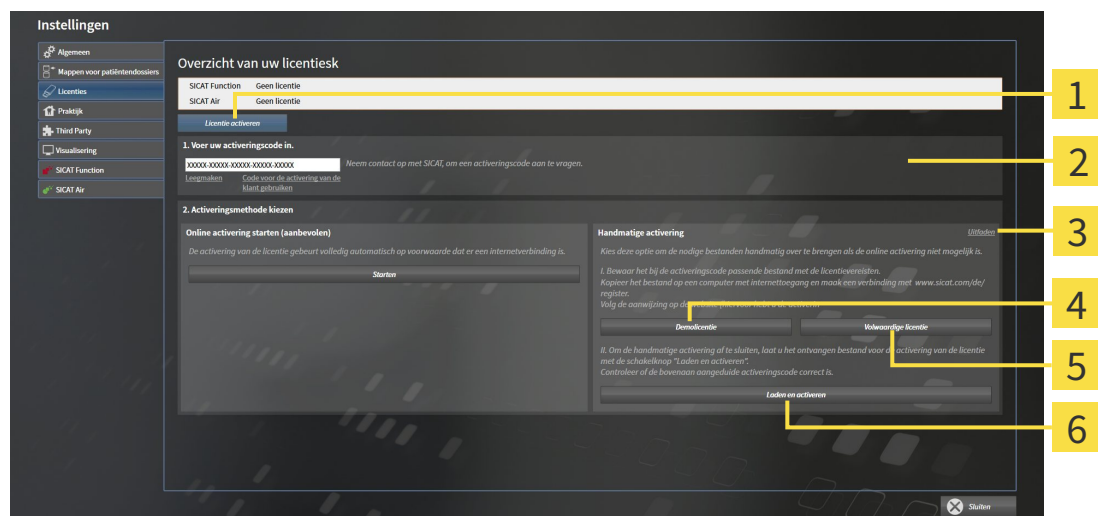 Instellingen
Algemeen
Mappen voor patiëntendossiers
Licenties
Praktijk
Third Party
Visualisering
SICAT Function
SICAT Air
Overzicht van uw licentiesk
SICAT Function Geen licentie
SICAT Air Geen licentie
Licentie activeren
1. Voer uw activeringscode in.
XXXXX-XXXXX-XXXXX-XXXXX-XXXXX
Neem contact op met SICAT, om een activeringscode aan te vragen.
Leegmaken
Code voor de activering van de
klant gebruiken
2. Activeringsmethode kiezen
Online activering starten (aanbevolen)
De activering van de licentie gebeurt volledig automatisch op voorwaarde dat er een internetverbinding is.
Starten
Handmatige activering
Uitfaden
Kies deze optie om de nodige bestanden handmatig over te brengen als de online activering niet mogelijk is.
I. Bewaar het bij de activeringscode passende bestand met de licentievereisten.
Kopieer het bestand op een computer met internettoegang en maak een verbinding met www.sicat.com/de/
register.
Volg de aanwijzing op de website
Demolicentie
Volwaardige licentie
II. Om de handmatige activering af te sluiten, laat u het ontvangen bestand voor de activering van de licentie
met de schakelknop "Laden en activeren".
Controleer of de bovenaan aangeduide activeringscode correct is.
Laden en activeren
Sluiten
1
2
3
4
5
6